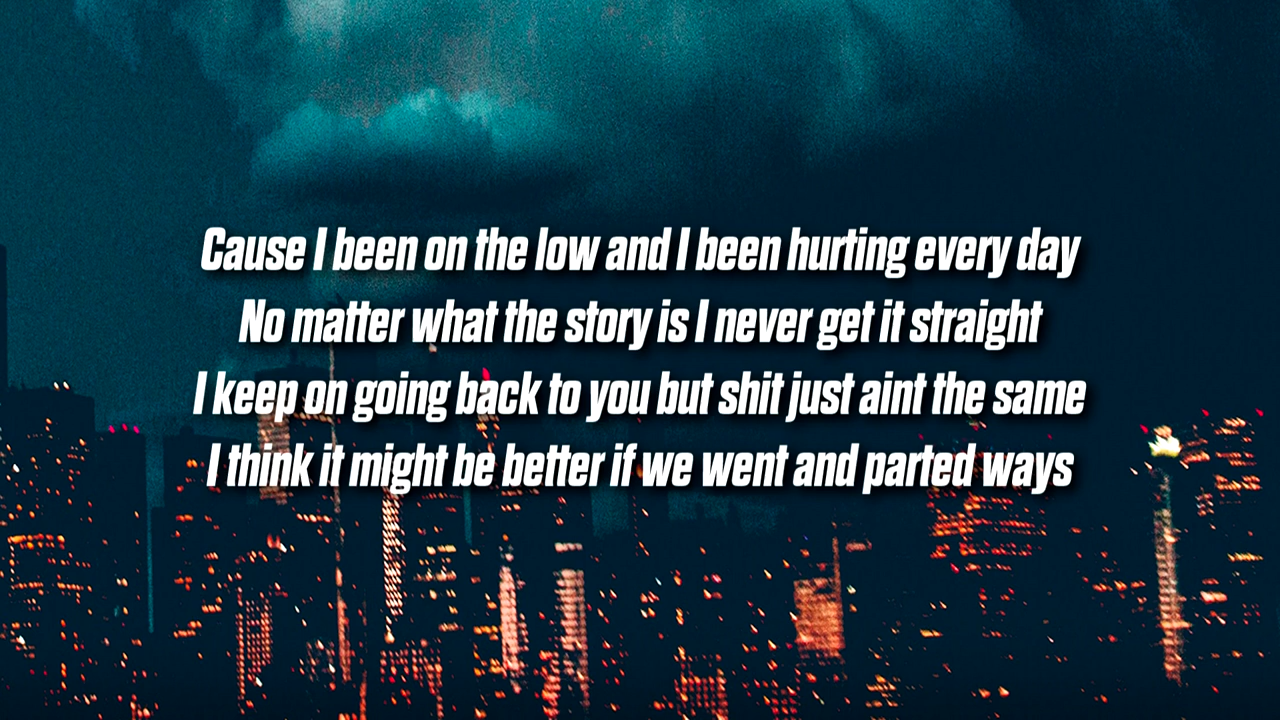 Cause I been on the low and I been hurting every day
No matter what the story is I never get it straight
I keep on going back to you but shit just aint the same
I think it might be better if we went and parted ways